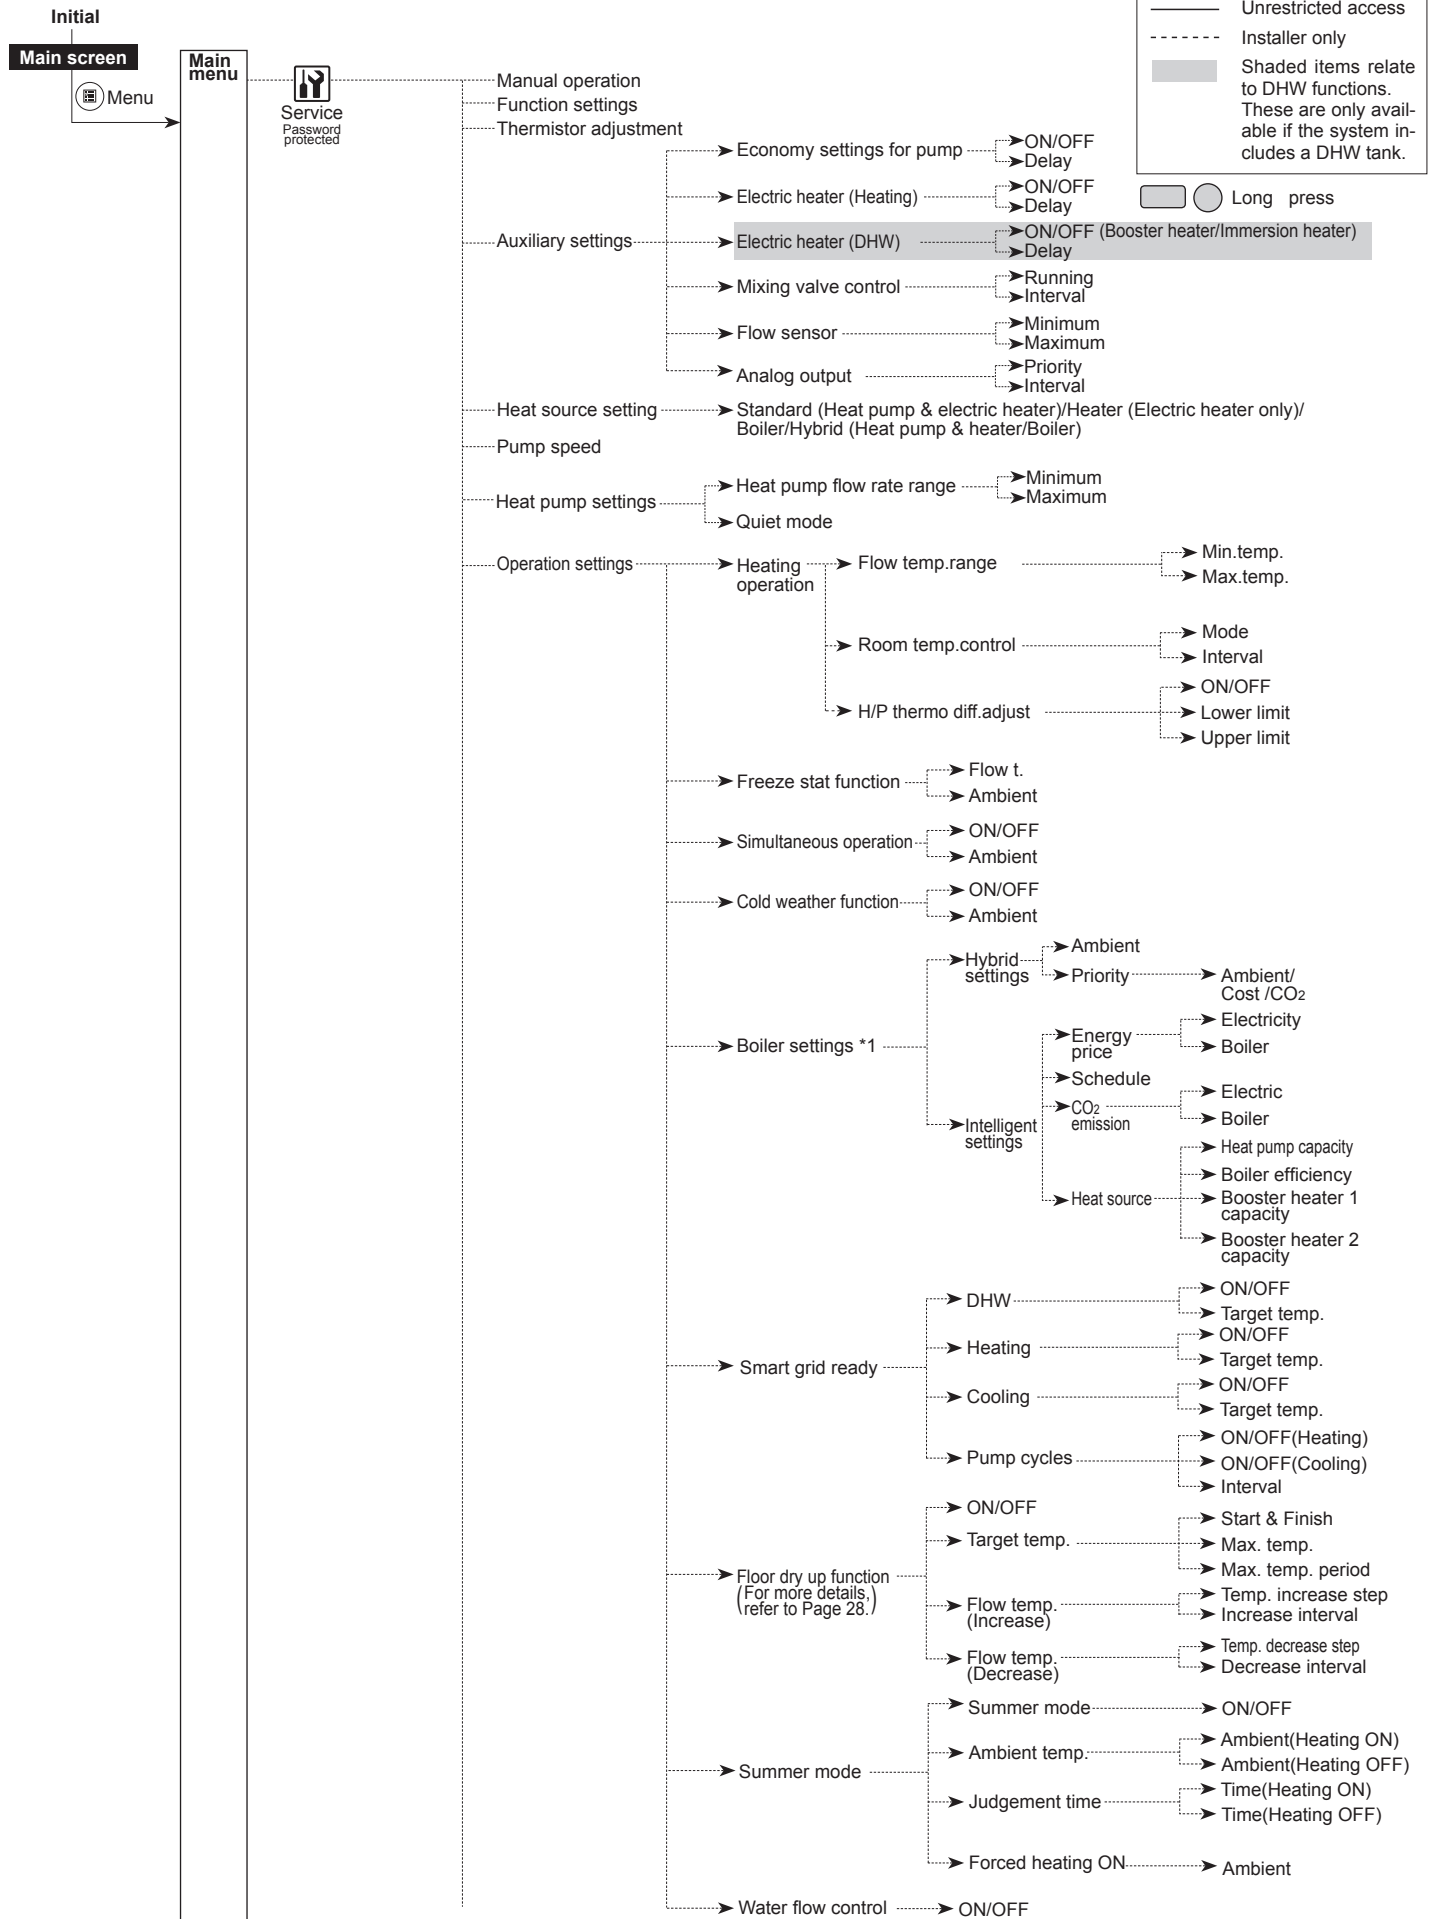 Initial
Main screen
Menu
Main
menu
Service
Password
protected
Unrestricted access
Installer only
Shaded items relate
to DHW functions.
These are only avail-
able if the system in-
cludes a DHW tank.
Long press
Manual operation
Function settings
Thermistor adjustment
Auxiliary settings
Economy settings for pump
ON/OFF
Delay
Electric heater (Heating)
ON/OFF
Delay
Electric heater (DHW)
ON/OFF (Booster heater/Immersion heater)
Delay
Mixing valve control
Running
Interval
Flow sensor
Minimum
Maximum
Analog output
Priority
Interval
Heat source setting
Standard (Heat pump & electric heater)/Heater (Electric heater only)/
Boiler/Hybrid (Heat pump & heater/Boiler)
Pump speed
Heat pump settings
Heat pump flow rate range
Minimum
Maximum
Quiet mode
Operation settings
Heating
operation
Flow temp.range
Min.temp.
Max.temp.
Room temp.control
Mode
Interval
H/P thermo diff.adjust
ON/OFF
Lower limit
Upper limit
Freeze stat function
Flow t.
Ambient
Simultaneous operation
ON/OFF
Ambient
Cold weather function
ON/OFF
Ambient
Boiler settings *1
Hybrid
settings
Ambient
Priority
Ambient/
Cost /CO2
Intelligent
settings
Energy
price
Electricity
Boiler
Schedule
CO2
emission
Electric
Boiler
Heat source
Heat pump capacity
Boiler efficiency
Booster heater 1
capacity
Booster heater 2
capacity
Smart grid ready
DHW
ON/OFF
Target temp.
Heating
ON/OFF
Target temp.
Cooling
ON/OFF
Target temp.
Pump cycles
ON/OFF(Heating)
ON/OFF(Cooling)
Interval
Floor dry up function
(For more details,
refer to Page 28.)
ON/OFF
Target temp.
Start & Finish
Max. temp.
Max. temp. period
Flow temp.
(Increase)
Temp. increase step
Increase interval
Flow temp.
(Decrease)
Temp. decrease step
Decrease interval
Summer mode
Summer mode
ON/OFF
Ambient temp.
Ambient(Heating ON)
Ambient(Heating OFF)
Judgement time
Time(Heating ON)
Time(Heating OFF)
Forced heating ON
Ambient
Water flow control
ON/OFF